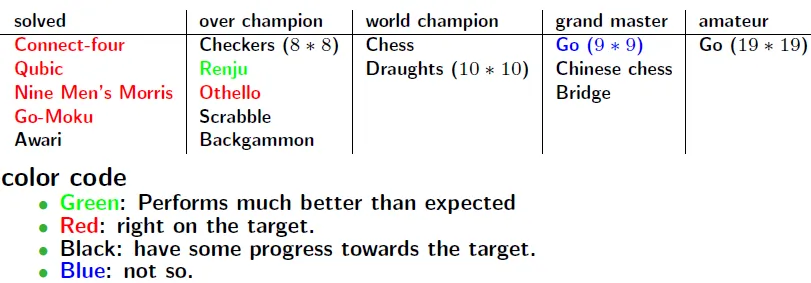 solved over champion world champion grand master amateur
Connect-four Checkers (8 ∗ 8) Chess Go (9 ∗ 9) Go (19 ∗ 19)
Qubic Renju Draughts (10 ∗ 10) Chinese chess
Nine Men's Morris Othello Bridge
Go-Moku Scrabble
Awari Backgammon
color code
• Green: Performs much better than expected
• Red: right on the target.
• Black: have some progress towards the target.
• Blue: not so.